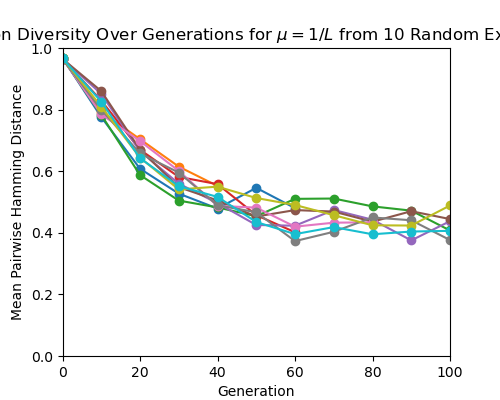 on Diversity Over Generations for μ = 1/L from 10 Random Ex
Mean Pairwise Hamming Distance
1.0
0.8
0.6
0.4
0.2
0.0
0 20 40 60 80 100
Generation